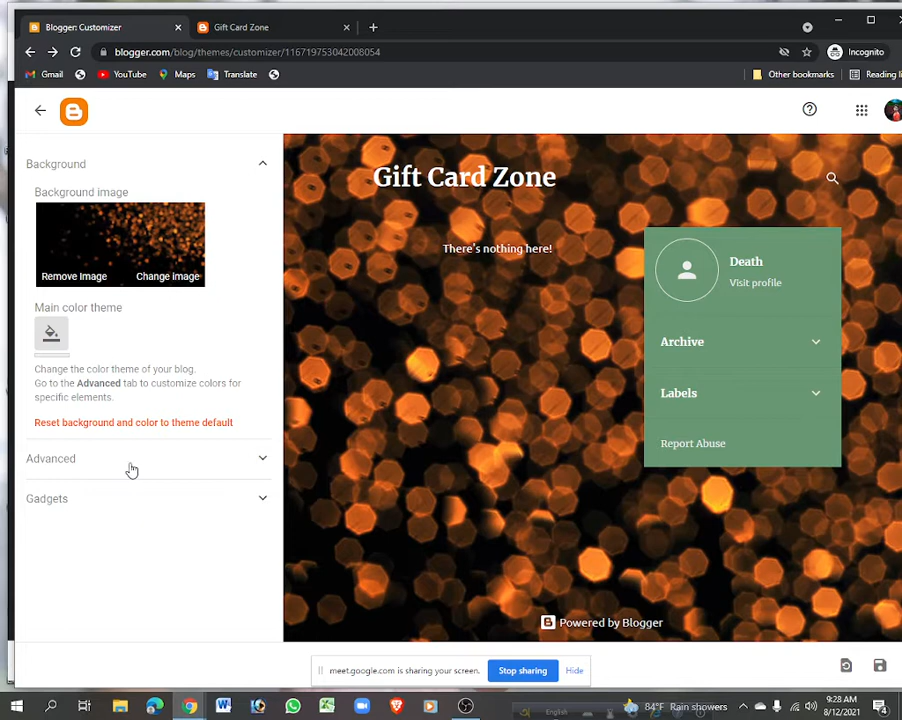 Blogger: Customizer
Gift Card Zone
blogger.com/blog/themes/customizer/116719753042008054
Incognito
Gmail
YouTube
Maps
Translate
Other bookmarks
Reading li
Background
Background image
Remove Image
Change image
Main color theme
Change the color theme of your blog.
Go to the Advanced tab to customize colors for
specific elements.
Reset background and color to theme default
Advanced
Gadgets
Gift Card Zone
There's nothing here!
Death
Visit profile
Archive
Labels
Report Abuse
Powered by Blogger
meet.google.com is sharing your screen.
Stop sharing
Hide
English
84°F Rain showers
9:28 AM
8/12/2021